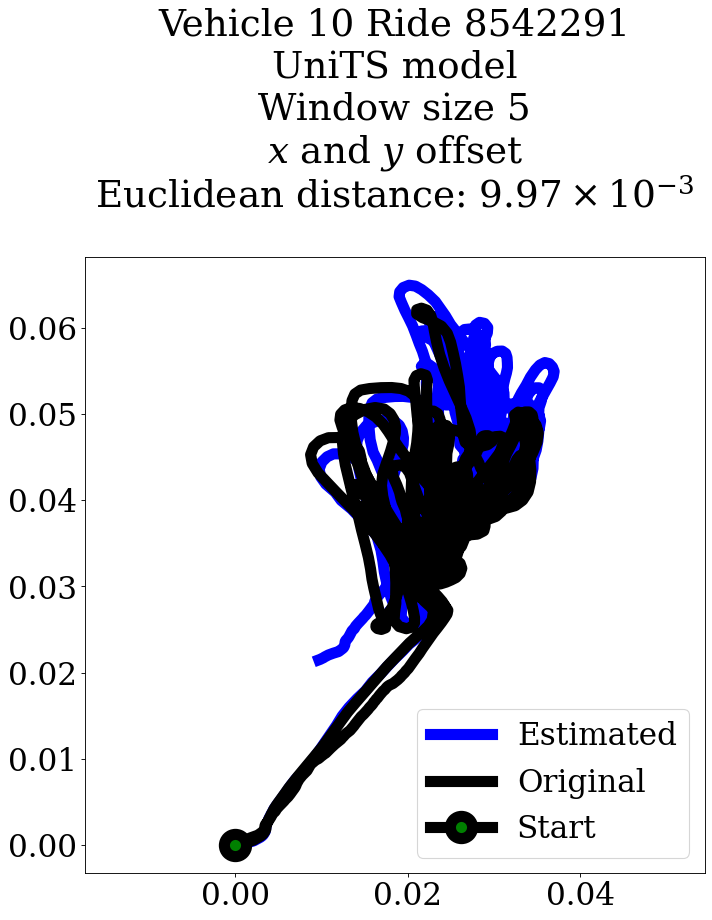 Vehicle 10 Ride 8542291
UniTS model
Window size 5
x and y offset
Euclidean distance: 9.97 × 10⁻³
0.06
0.05
0.04
0.03
0.02
0.01
0.00
Estimated
Original
Start
0.00 0.02 0.04